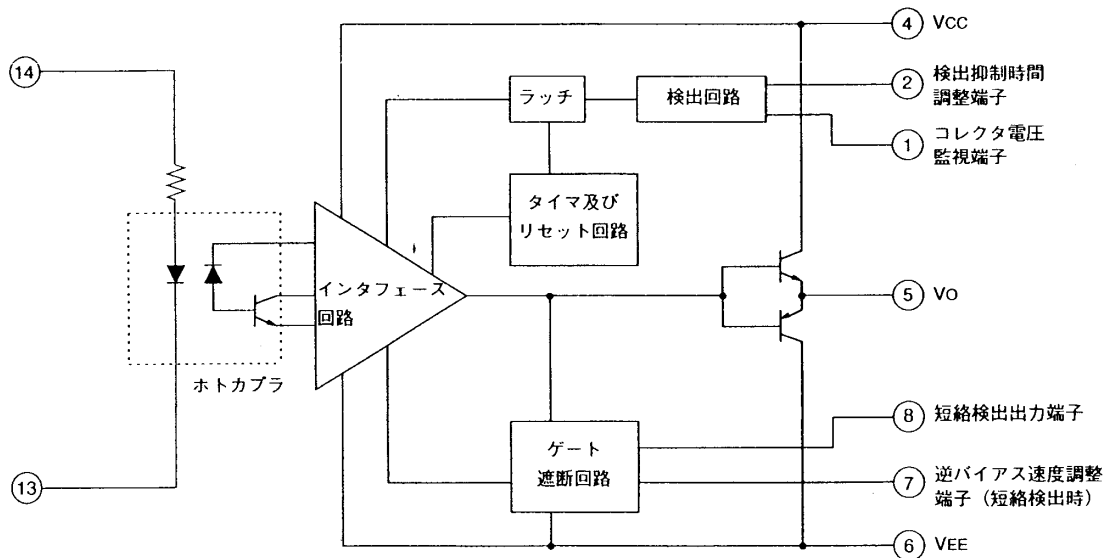 ④ VCC
⑭
② 検出抑制時間
調整端子
ラッチ
検出回路
① コレクタ電圧
監視端子
タイマ及び
リセット回路
インタフェース
回路
⑤ VO
ホトカプラ
⑧ 短絡検出出力端子
ゲート
遮断回路
⑦ 逆バイアス速度調整
端子（短絡検出時）
⑬
⑥ VEE